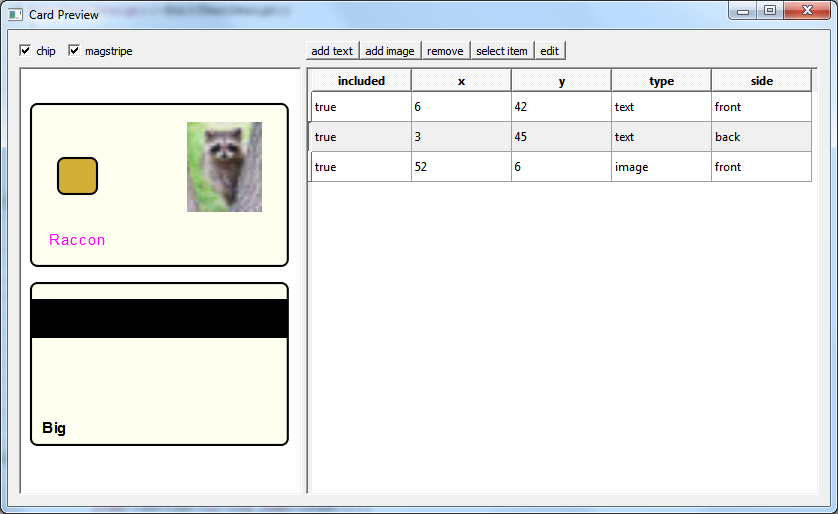 Card Preview
chip magstripe
add text add image remove select item edit
included x y type side
true 6 42 text front
true 3 45 text back
true 52 6 image front
Raccon
Big